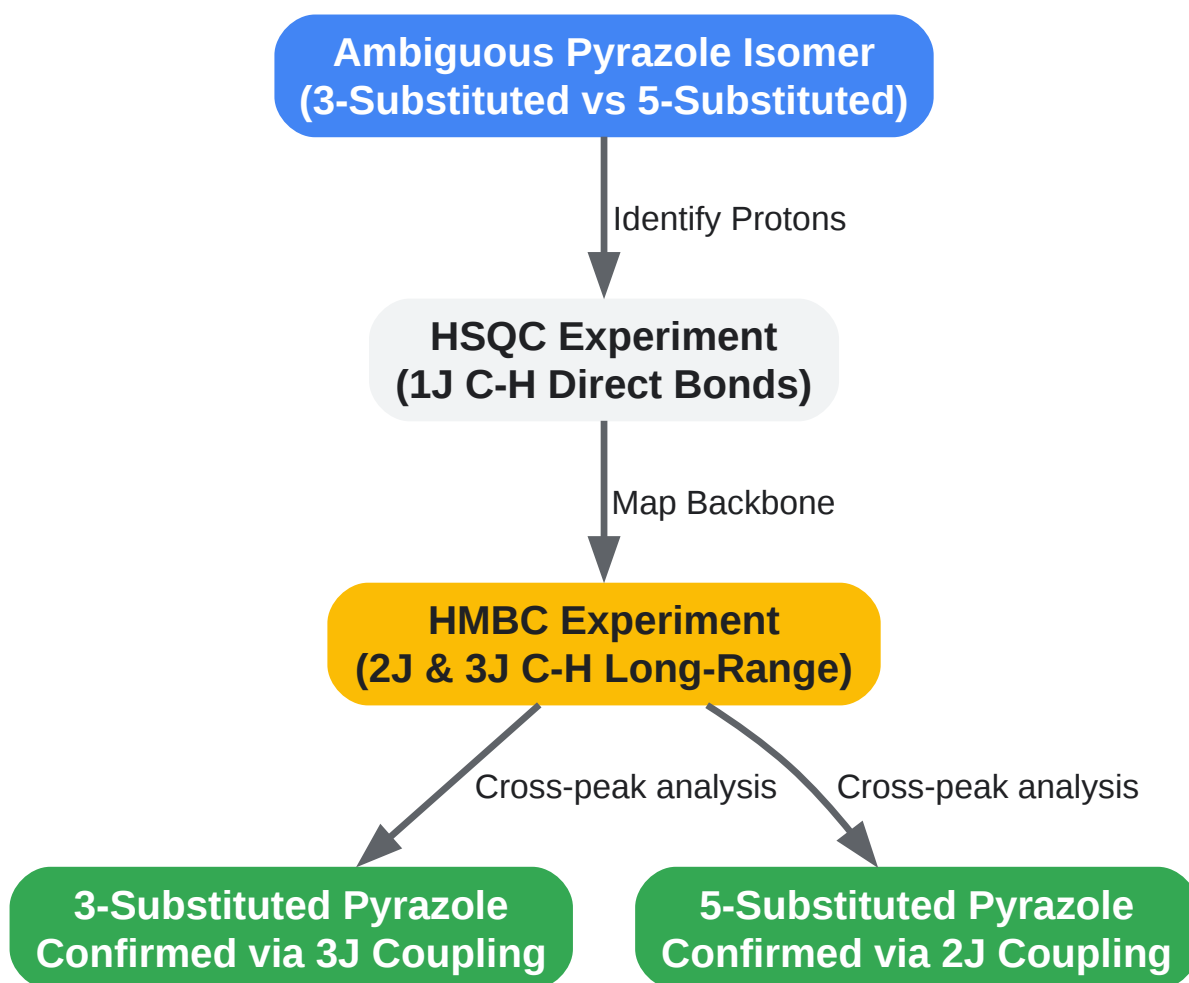 Ambiguous Pyrazole Isomer
(3-Substituted vs 5-Substituted)
Identify Protons
HSQC Experiment
(1J C-H Direct Bonds)
Map Backbone
HMBC Experiment
(2J & 3J C-H Long-Range)
Cross-peak analysis
Cross-peak analysis
3-Substituted Pyrazole
Confirmed via 3J Coupling
5-Substituted Pyrazole
Confirmed via 2J Coupling